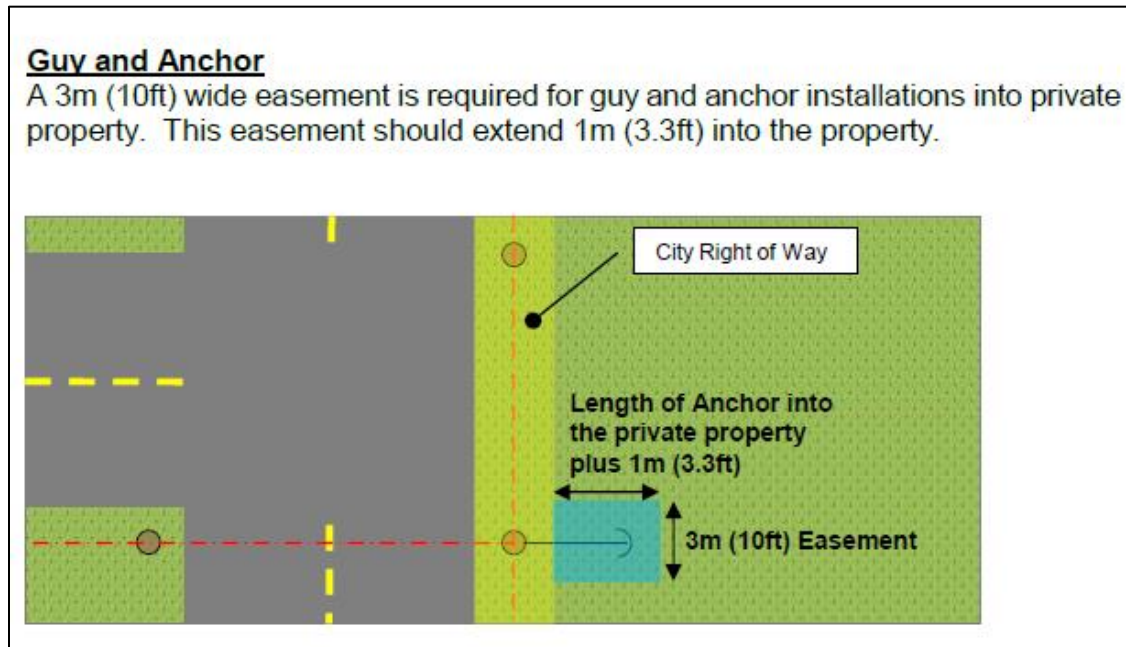 Guy and Anchor
A 3m (10ft) wide easement is required for guy and anchor installations into private
property.  This easement should extend 1m (3.3ft) into the property.
City Right of Way
Length of Anchor into
the private property
plus 1m (3.3ft)
3m (10ft) Easement